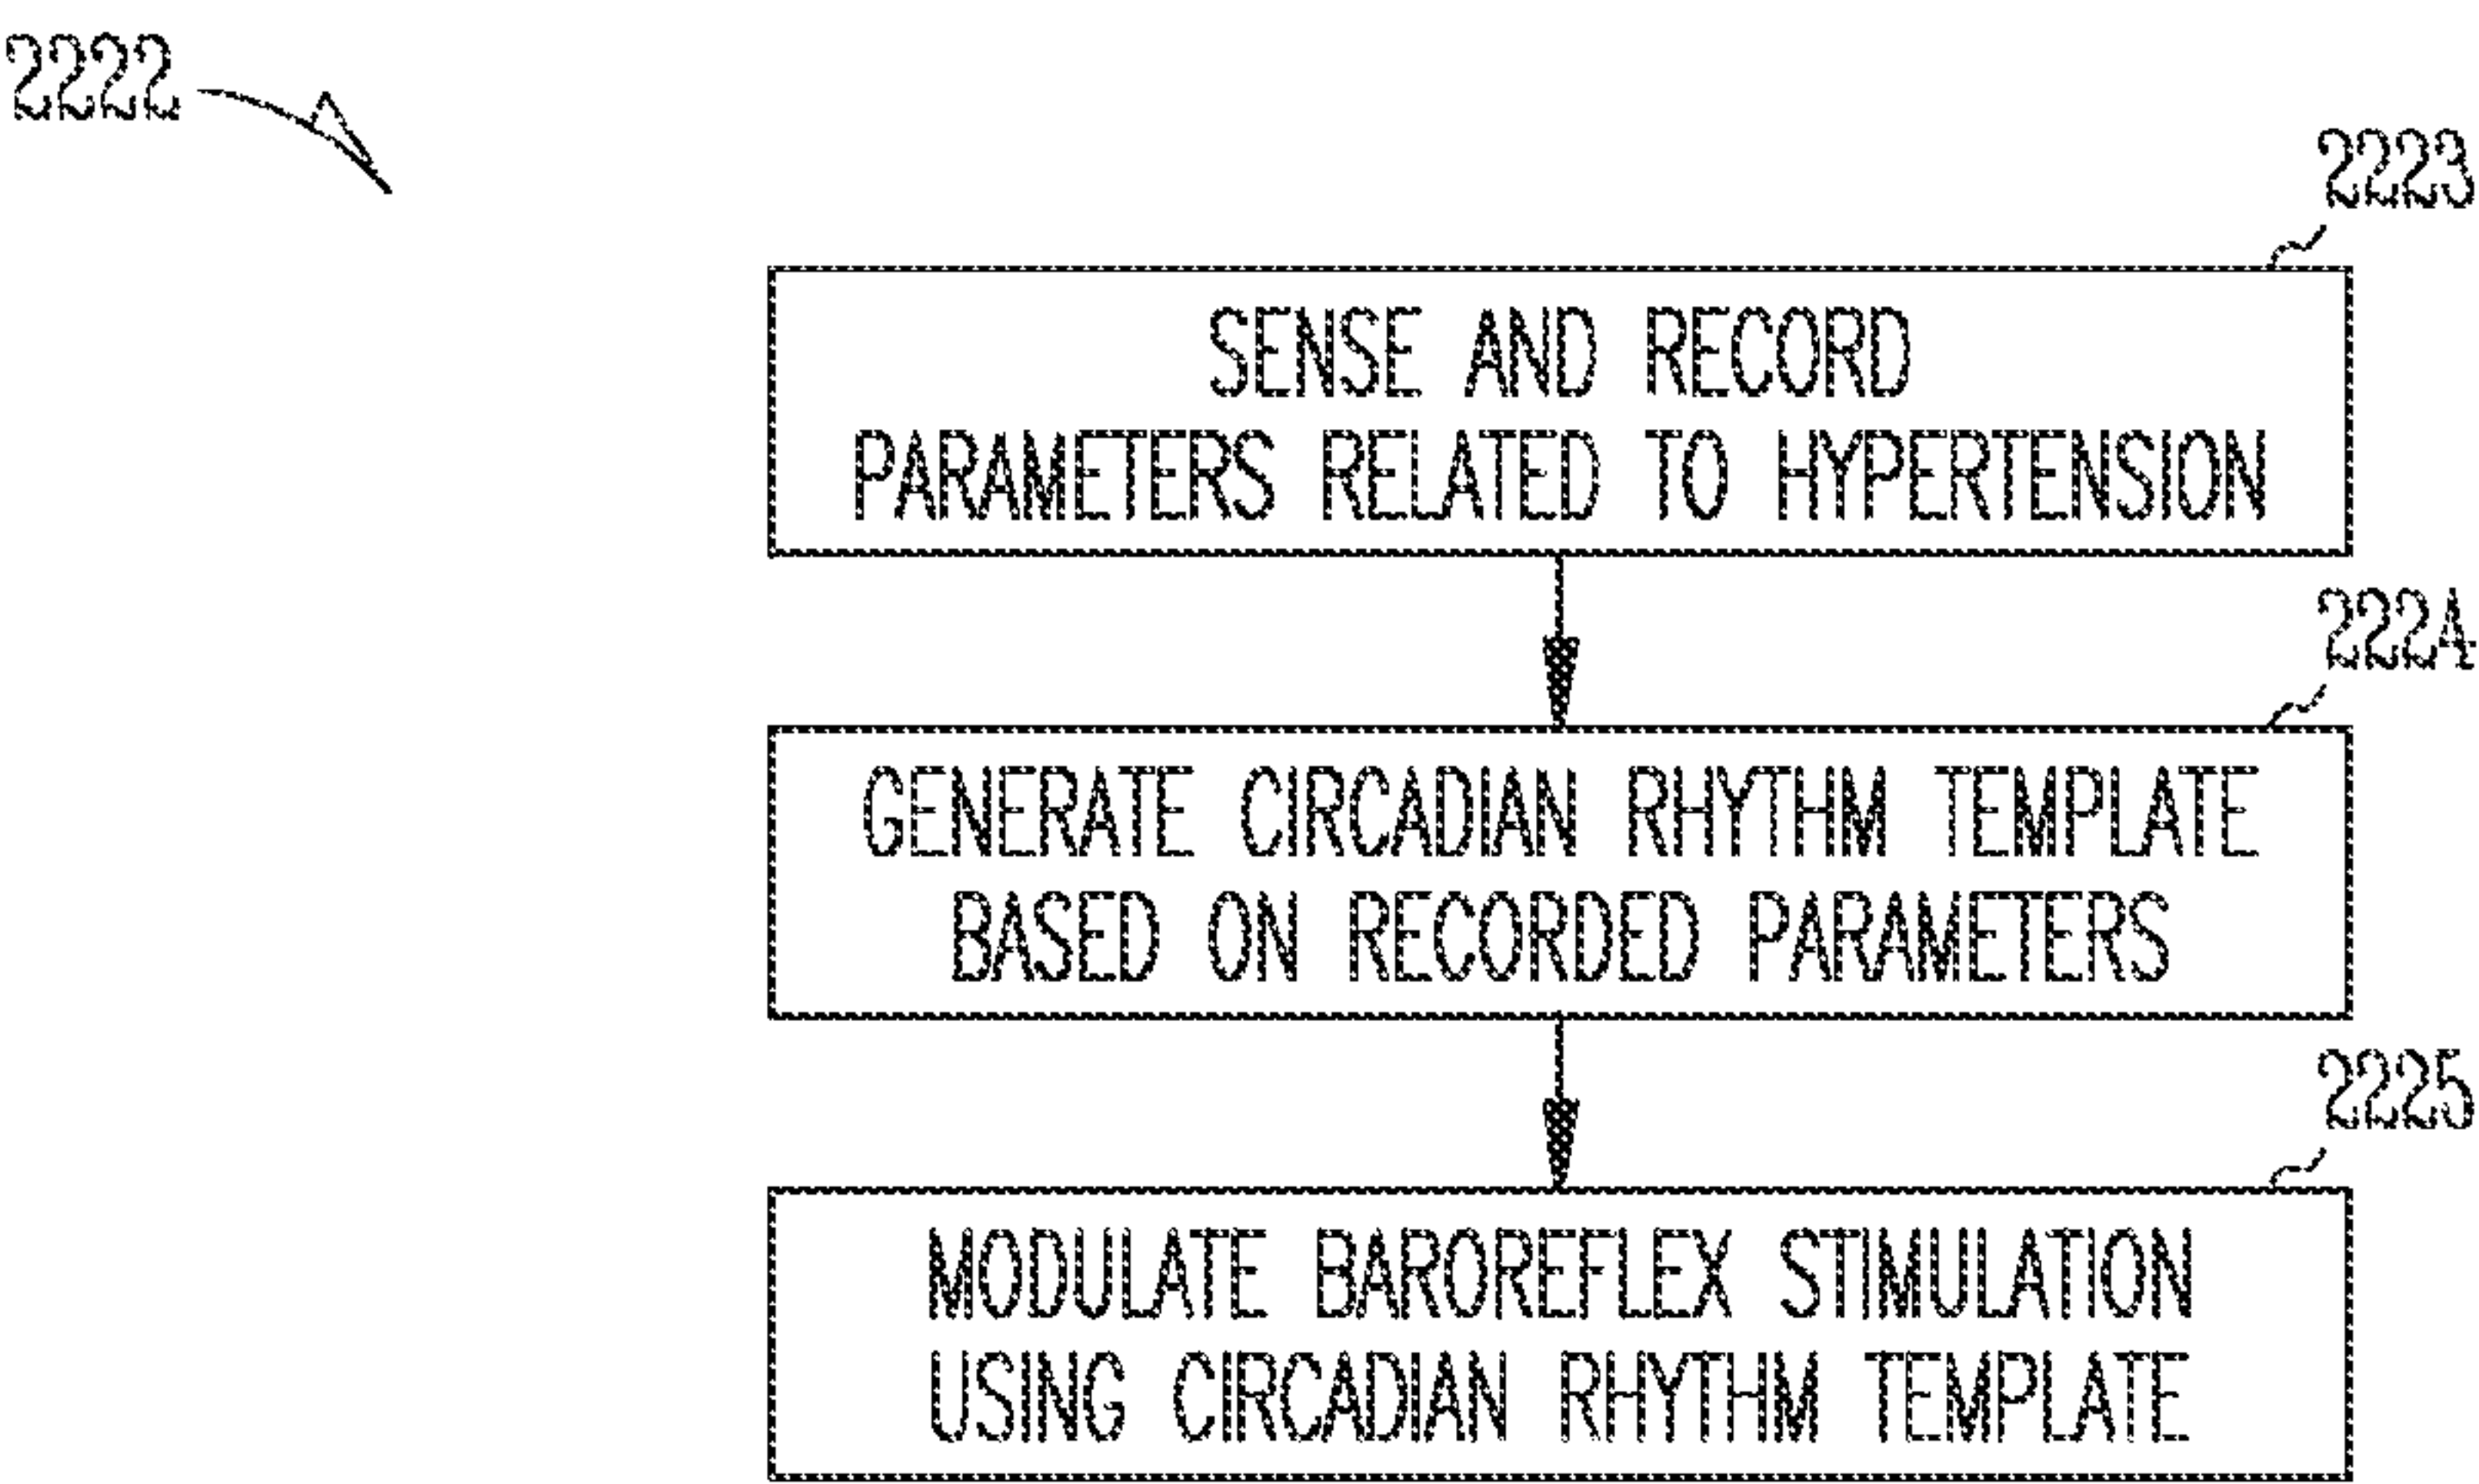 2222
2223
SENSE AND RECORD
PARAMETERS RELATED TO HYPERTENSION
2224
GENERATE CIRCADIAN RHYTHM TEMPLATE
BASED ON RECORDED PARAMETERS
2225
MODULATE BAROREFLEX STIMULATION
USING CIRCADIAN RHYTHM TEMPLATE